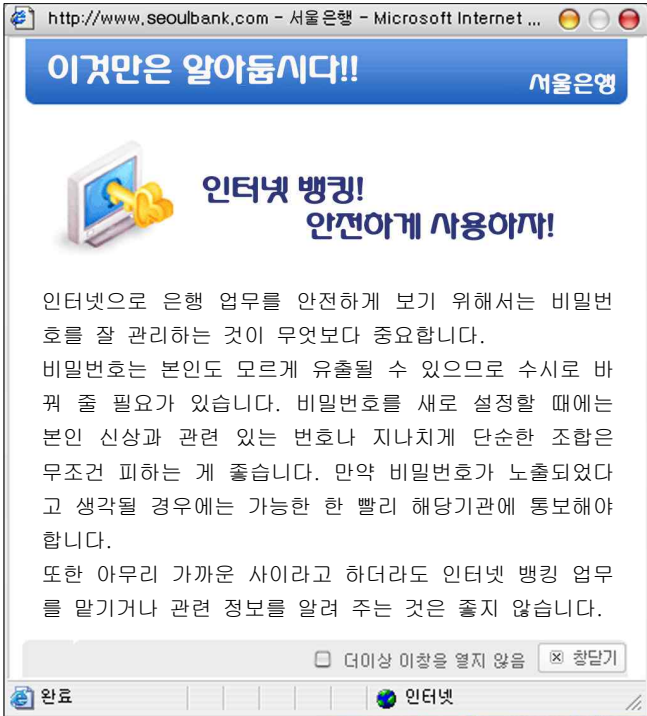 http://www.seoulbank.com - 서울은행 - Microsoft Internet ...
이것만은 알아둡시다!!
서울은행
인터넷 뱅킹!
안전하게 사용하자!
인터넷으로 은행 업무를 안전하게 보기 위해서는 비밀번
호를 잘 관리하는 것이 무엇보다 중요합니다.
비밀번호는 본인도 모르게 유출될 수 있으므로 수시로 바
꿔 줄 필요가 있습니다. 비밀번호를 새로 설정할 때에는
본인 신상과 관련 있는 번호나 지나치게 단순한 조합은
무조건 피하는 게 좋습니다. 만약 비밀번호가 노출되었다
고 생각될 경우에는 가능한 한 빨리 해당기관에 통보해야
합니다.
또한 아무리 가까운 사이라고 하더라도 인터넷 뱅킹 업무
를 맡기거나 관련 정보를 알려 주는 것은 좋지 않습니다.
더이상 이창을 열지 않음 창닫기
완료 인터넷